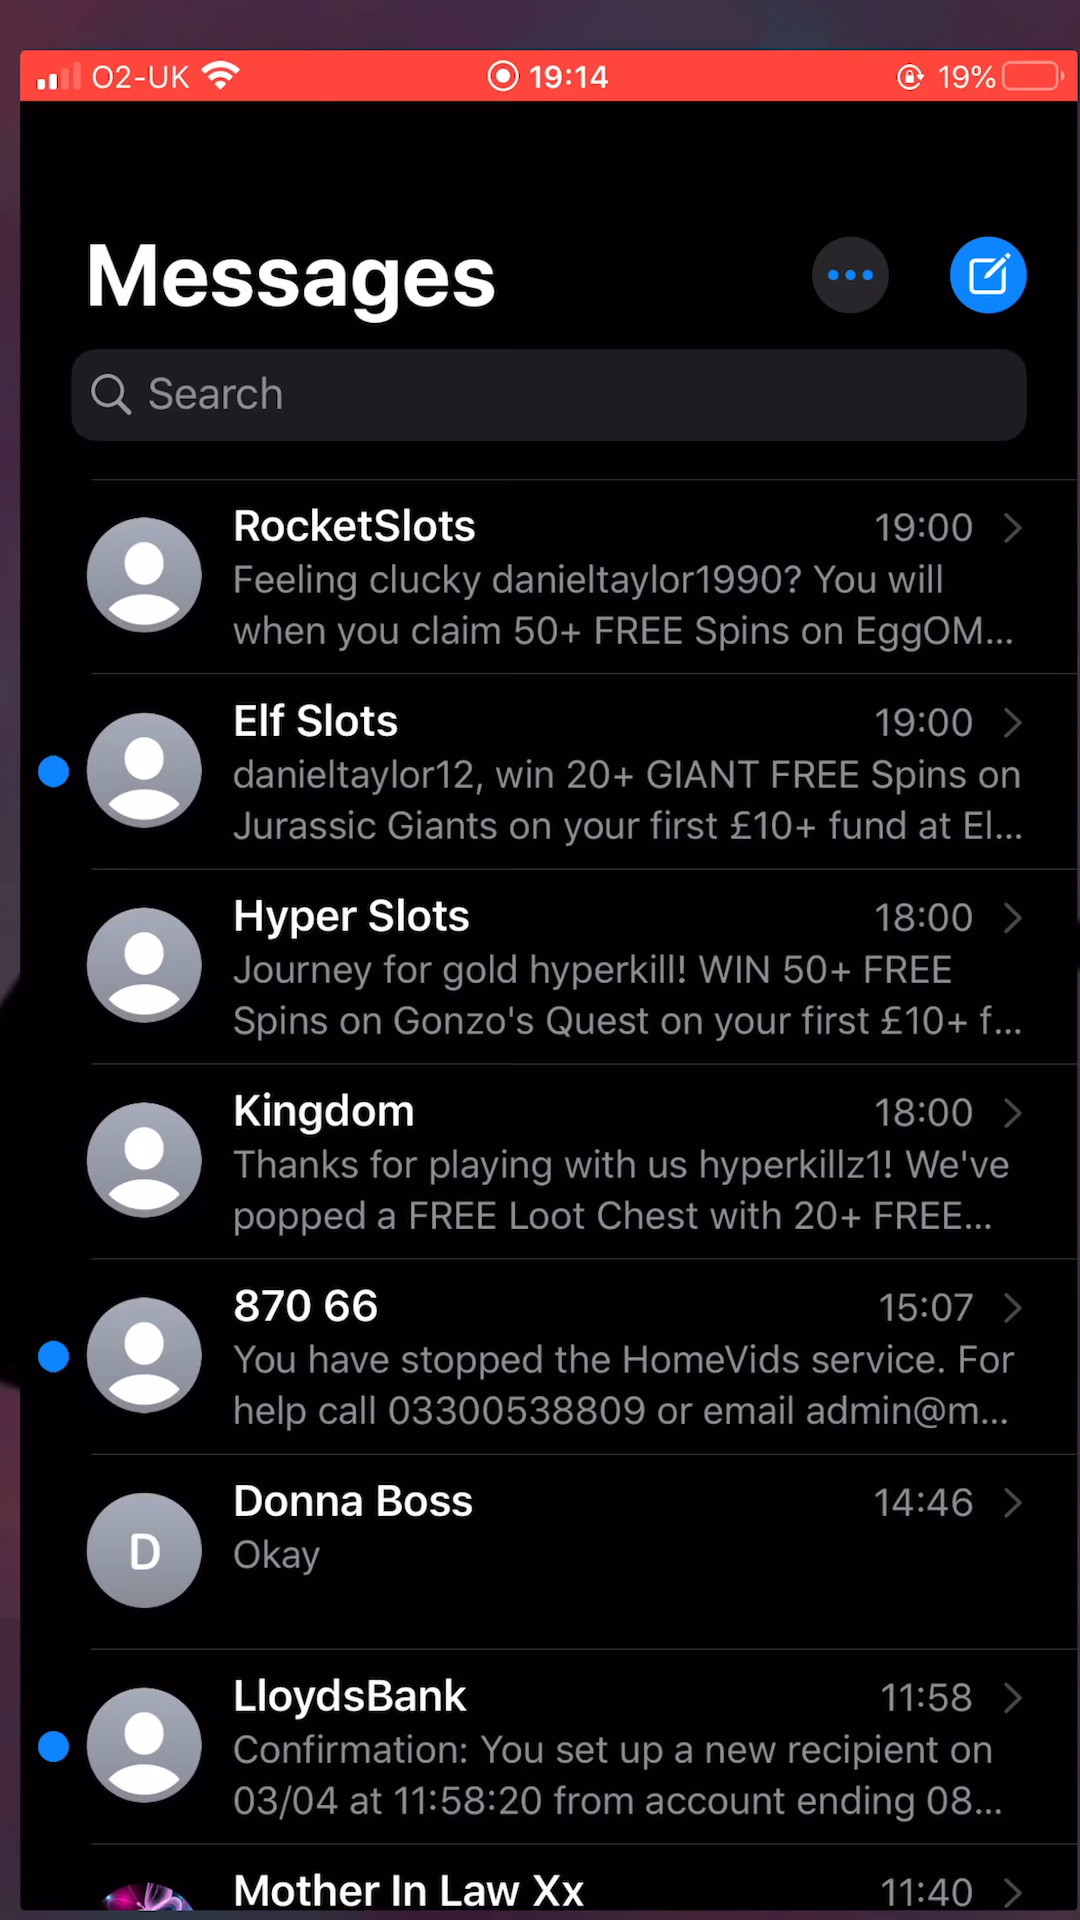 O2-UK 19:14 19%
Messages
Search
RocketSlots 19:00
Feeling clucky danieltaylor1990? You will
when you claim 50+ FREE Spins on EggOM...
Elf Slots 19:00
danieltaylor12, win 20+ GIANT FREE Spins on
Jurassic Giants on your first £10+ fund at El...
Hyper Slots 18:00
Journey for gold hyperkill! WIN 50+ FREE
Spins on Gonzo's Quest on your first £10+ f...
Kingdom 18:00
Thanks for playing with us hyperkillz1! We've
popped a FREE Loot Chest with 20+ FREE...
870 66 15:07
You have stopped the HomeVids service. For
help call 03300538809 or email admin@m...
Donna Boss 14:46
D
Okay
LloydsBank 11:58
Confirmation: You set up a new recipient on
03/04 at 11:58:20 from account ending 08...
Mother In Law Xx 11:40